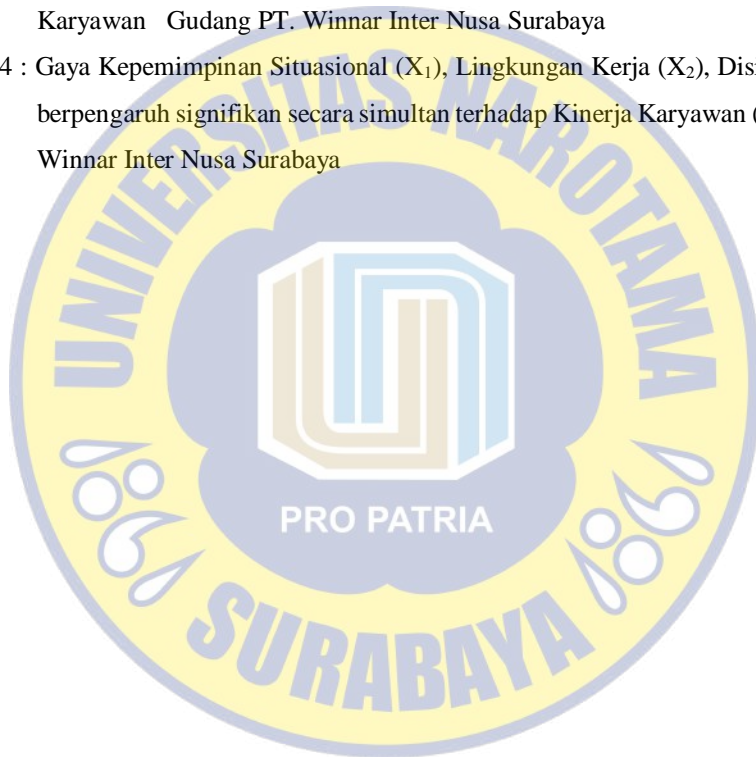 Karyawan Gudang PT. Winnar Inter Nusa Surabaya
4 : Gaya Kepemimpinan Situasional (X₁), Lingkungan Kerja (X₂),
berpengaruh signifikan secara simultan terhadap Kinerja Karyawan (
Winnar Inter Nusa Surabaya
UNIVERSITAS NAROTAMA
PRO PATRIA
SURABAYA